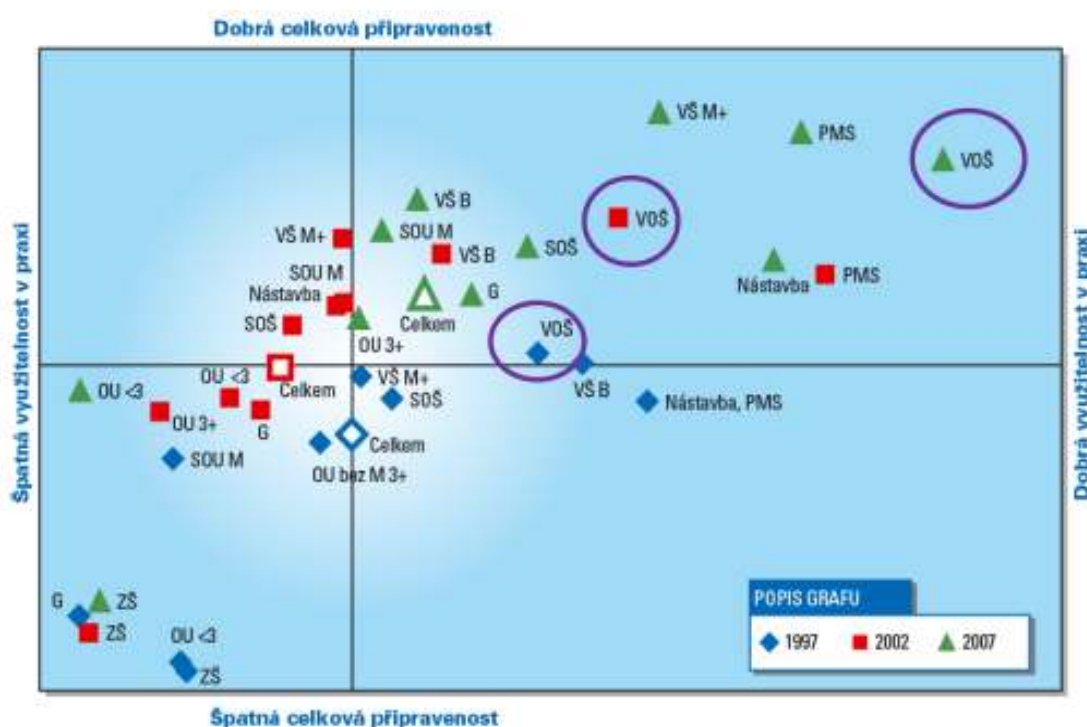 Dobrá celková připravenost
VŠ M+
PMS
VOŠ
VŠ B
VOŠ
SOU M
VŠ M+
VŠ B
SOŠ
SOU M
Nástavba
PMS
Nástavba
G
SOŠ
Celkem
VOŠ
OU 3+
OU <3
OU <3
Celkem
VŠ M+
VŠ B
SOŠ
Nástavba, PMS
OU 3+
G
Celkem
SOU M
OU bez M 3+
Špatná využitelnost v praxi
Dobrá využitelnost v praxi
G
ZŠ
ZŠ
OU <3
ZŠ
POPIS GRAFU
1997 2002 2007
Špatná celková připravenost